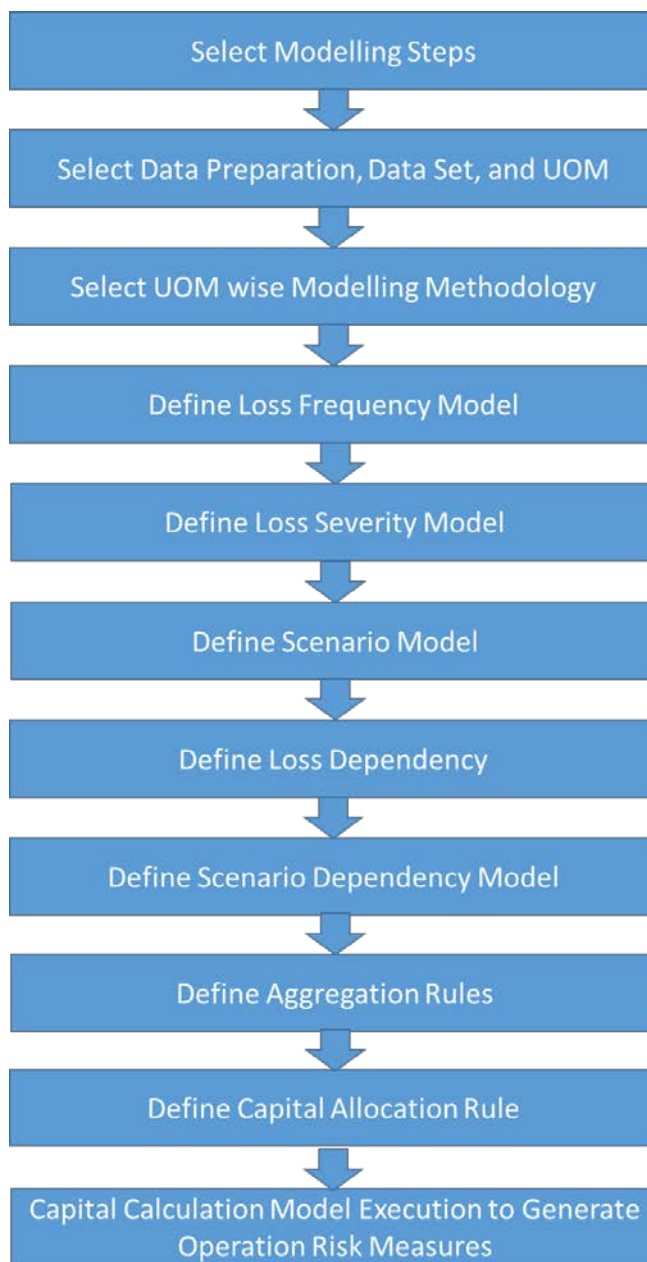 Select Modelling Steps
Select Data Preparation, Data Set, and UOM
Select UOM wise Modelling Methodology
Define Loss Frequency Model
Define Loss Severity Model
Define Scenario Model
Define Loss Dependency
Define Scenario Dependency Model
Define Aggregation Rules
Define Capital Allocation Rule
Capital Calculation Model Execution to Generate
Operation Risk Measures